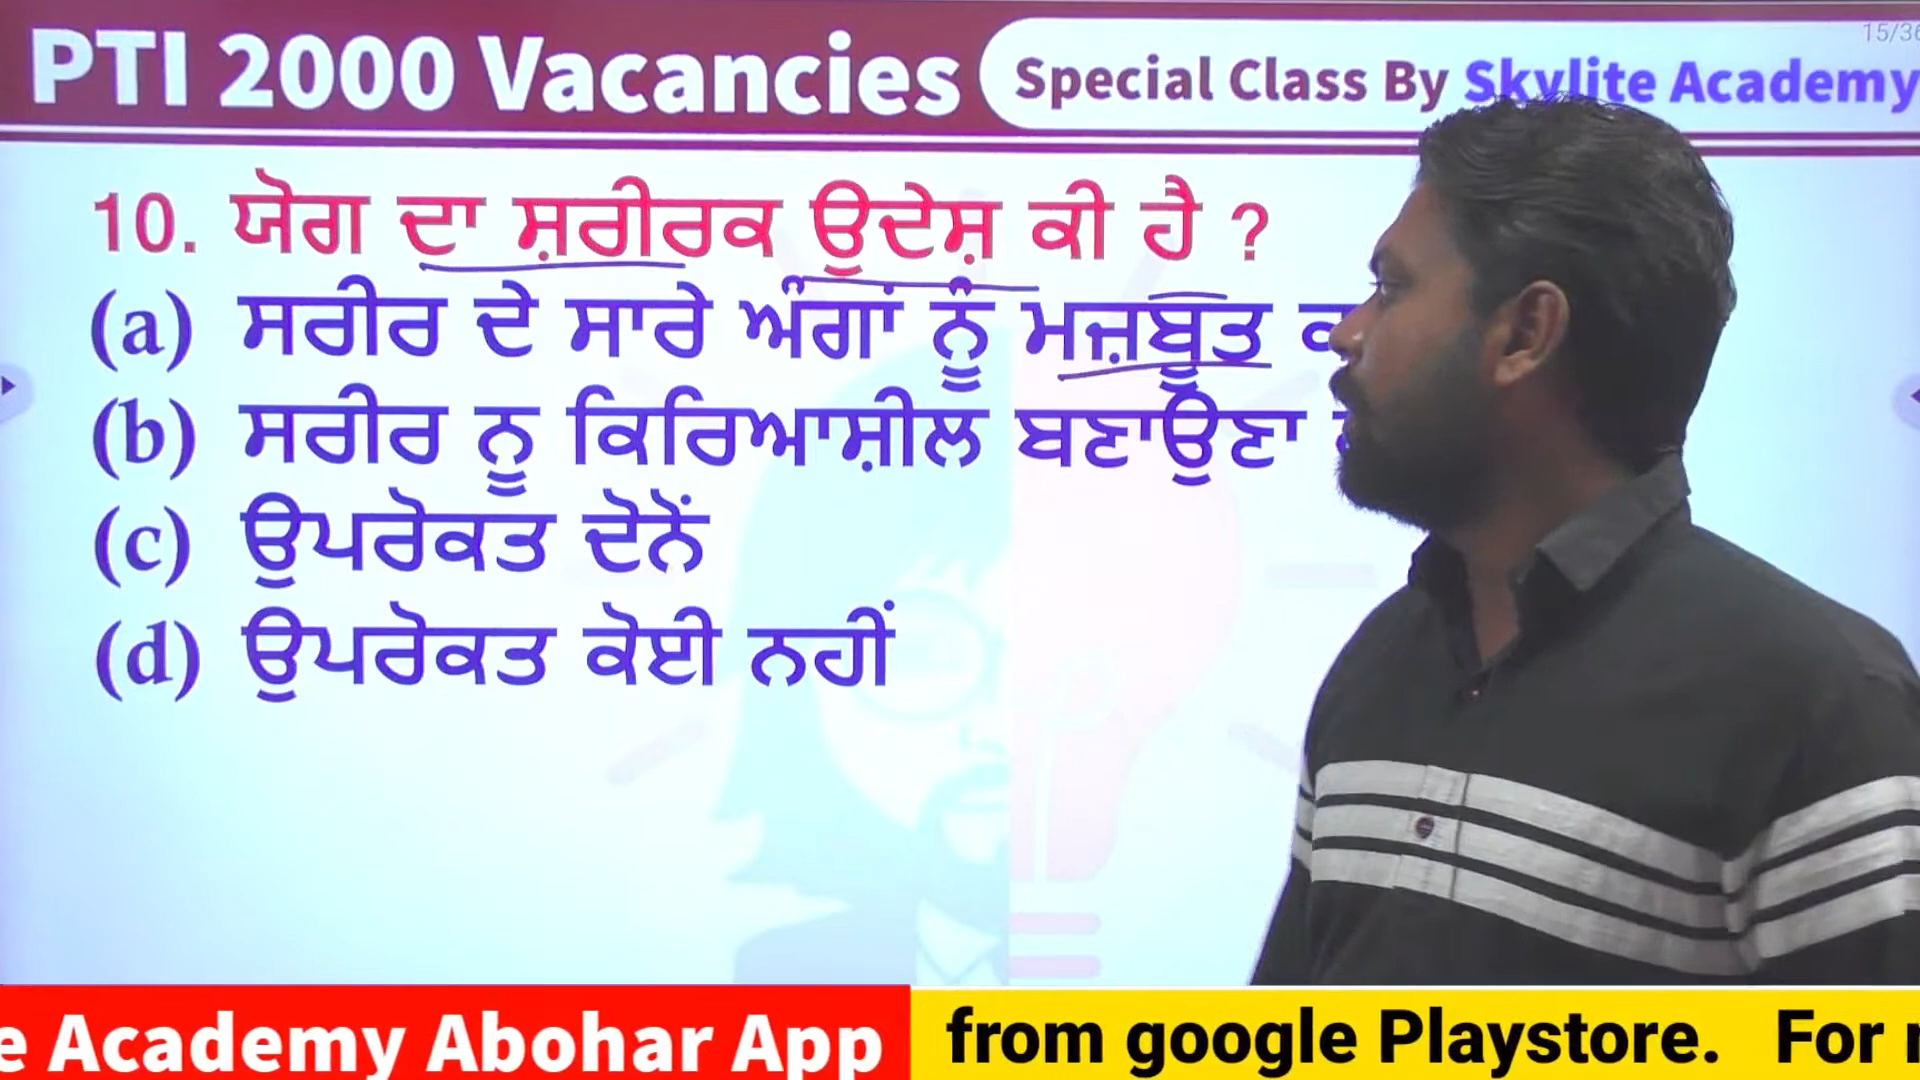 15/36
PTI 2000 Vacancies Special Class By Skylite Academy
10. ਯੋਗ ਦਾ ਸ਼ਰੀਰਕ ਉਦੇਸ਼ ਕੀ ਹੈ ?
(a) ਸਰੀਰ ਦੇ ਸਾਰੇ ਅੰਗਾਂ ਨੂੰ ਮਜ਼ਬੂਤ
(b) ਸਰੀਰ ਨੂ ਕਿਰਿਆਸ਼ੀਲ ਬਣਾਉਣਾ
(c) ਉਪਰੋਕਤ ਦੋਨੋਂ
(d) ਉਪਰੋਕਤ ਕੋਈ ਨਹੀਂ
e Academy Abohar App from google Playstore. For